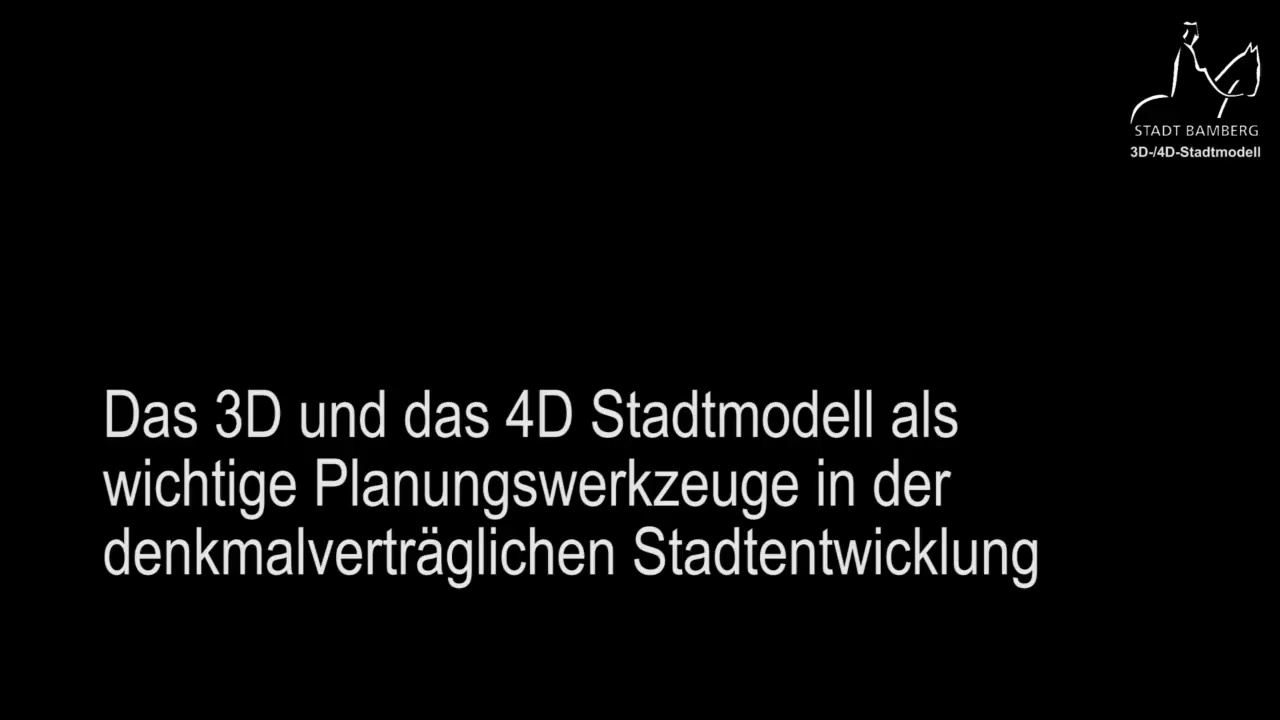 STADT BAMBERG
3D-/4D-Stadtmodell
Das 3D und das 4D Stadtmodell als
wichtige Planungswerkzeuge in der
denkmalverträglichen Stadtentwicklung